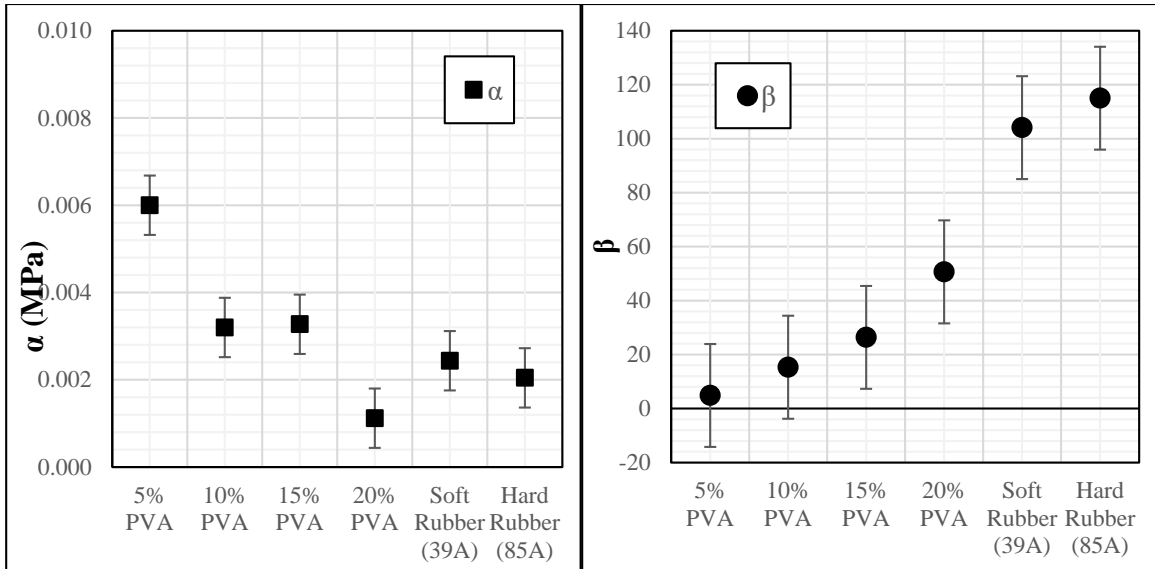 0.010
0.008
0.006
0.004
0.002
0.000
α (MPa)
α
5% PVA
10% PVA
15% PVA
20% PVA
Soft Rubber (39A)
Hard Rubber (85A)
140
120
100
80
60
40
20
0
-20
β
β
5% PVA
10% PVA
15% PVA
20% PVA
Soft Rubber (39A)
Hard Rubber (85A)